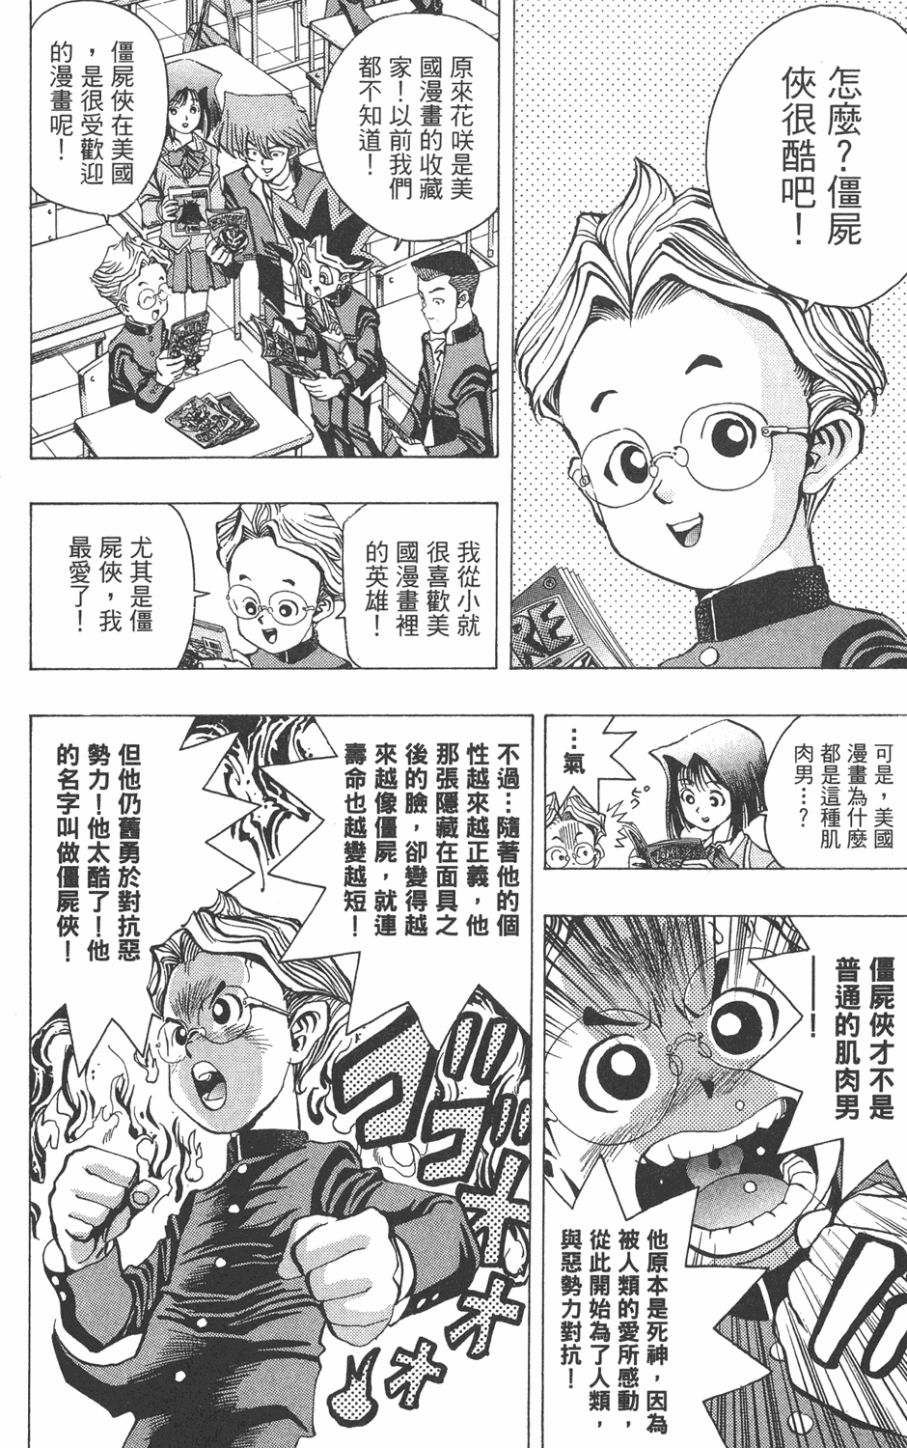 怎麼？僵屍
俠很酷吧！
原來花咲是美
國漫畫的收藏
家！以前我們
都不知道！
僵屍俠在美國
，是很受歡迎
的漫畫呢！
我從小就
很喜歡美
國漫畫裡
的英雄！
尤其是僵
屍俠，我
最愛了！
可是，美國
漫畫為什麼
都是這種肌
肉男…？
…氣
僵屍俠才不是
普通的肌肉男
——！
他原本是死神，因為
被人類的愛所感動，
從此開始為了人類，
與惡勢力對抗！
不過…隨著他的個
性越來越正義，他
那張隱藏在面具之
後的臉，卻變得越
來越像僵屍，就連
壽命也越變越短！
但他仍舊勇於對抗惡
勢力！他太酷了！他
的名字叫做僵屍俠！
ゴゴオオオ